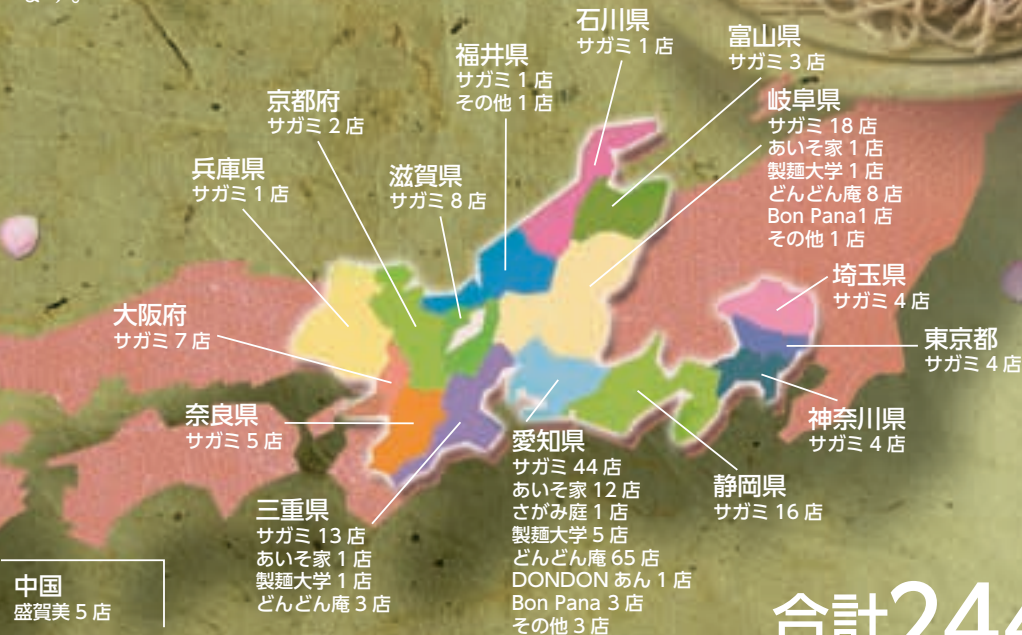 ます。
石川県
サガミ 1 店
富山県
サガミ 3 店
福井県
サガミ 1 店
その他 1 店
京都府
サガミ 2 店
岐阜県
サガミ 18 店
あいそ家 1 店
製麺大学 1 店
どんどん庵 8 店
Bon Pana1 店
その他 1 店
兵庫県
サガミ 1 店
滋賀県
サガミ 8 店
埼玉県
サガミ 4 店
大阪府
サガミ 7 店
東京都
サガミ 4 店
奈良県
サガミ 5 店
神奈川県
サガミ 4 店
愛知県
サガミ 44 店
あいそ家 12 店
さがみ庭 1 店
製麺大学 5 店
どんどん庵 65 店
DONDON あん 1 店
Bon Pana 3 店
その他 3 店
静岡県
サガミ 16 店
三重県
サガミ 13 店
あいそ家 1 店
製麺大学 1 店
どんどん庵 3 店
中国
盛賀美 5 店
合計244